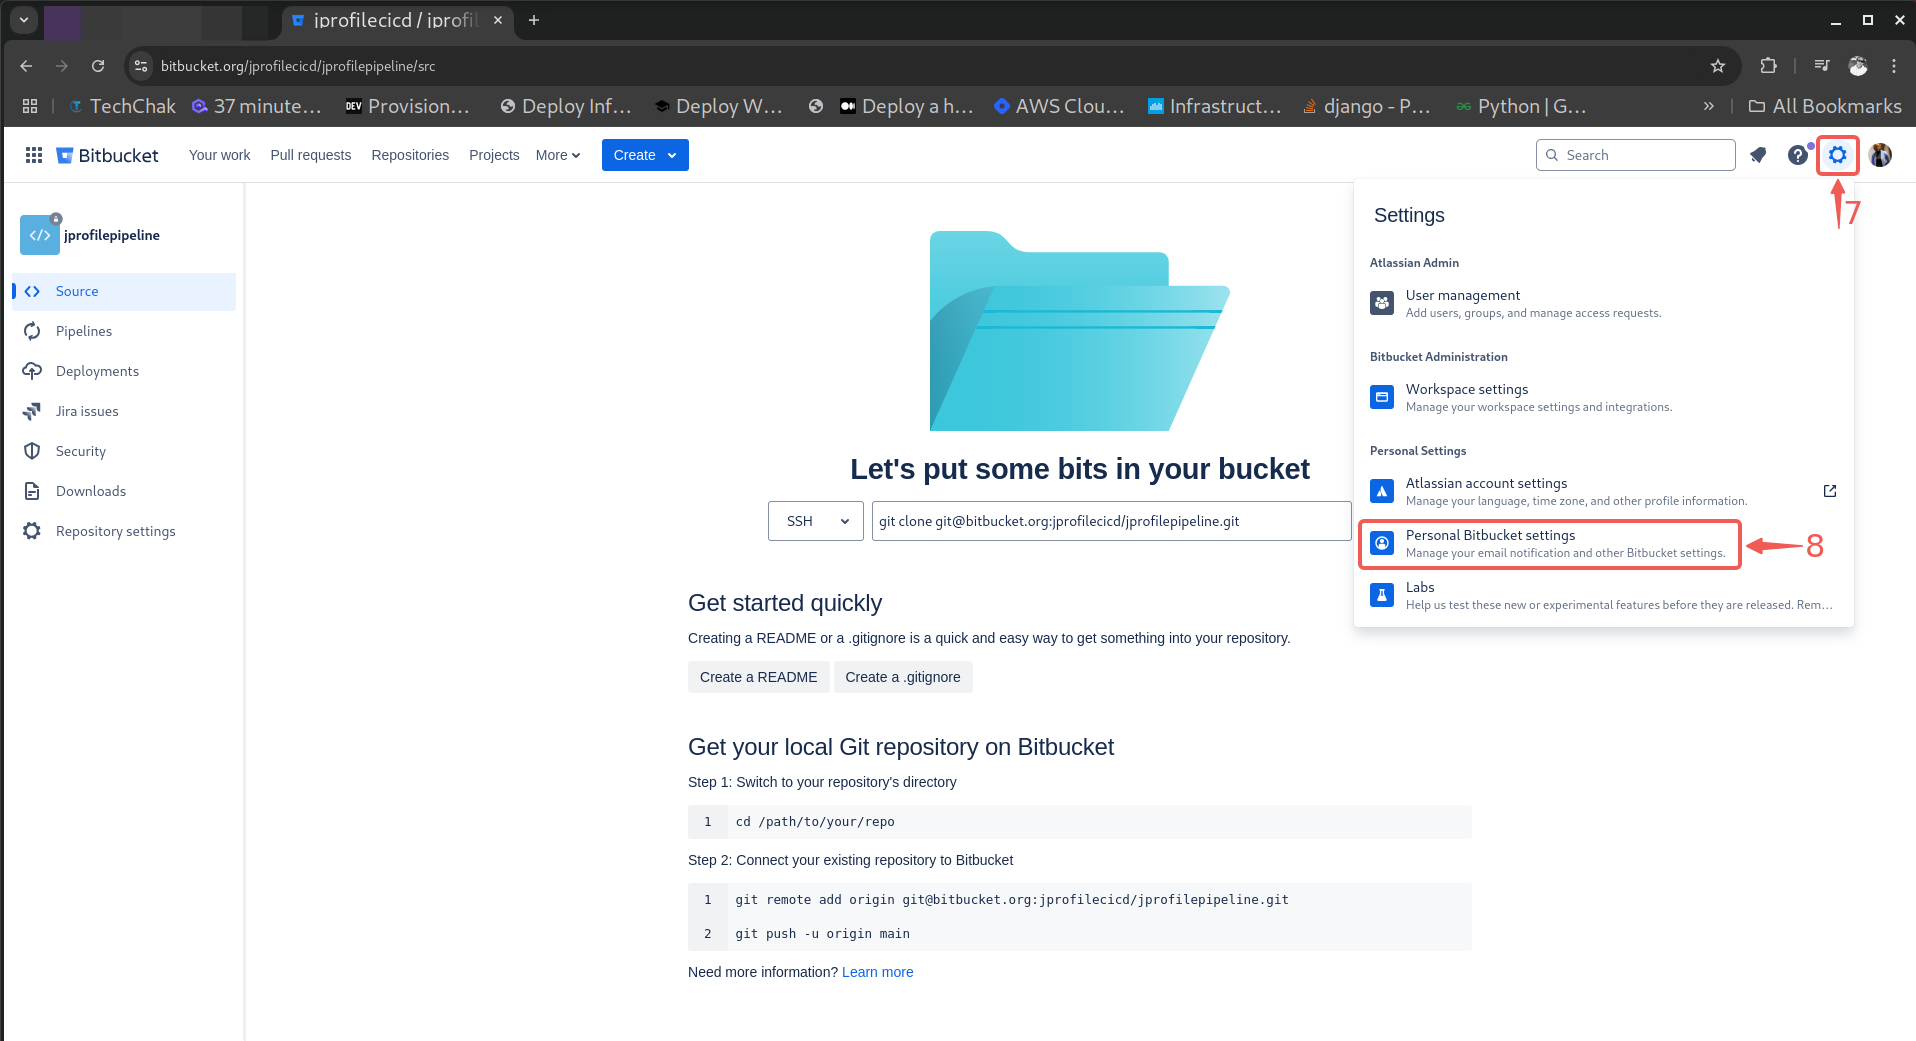 jprofilecicd / jprofil
bitbucket.org/jprofilecicd/jprofilepipeline/src
TechChak
37 minute...
DEV Provision...
Deploy Inf...
Deploy W...
Deploy a h...
AWS Clou...
Infrastruct...
django - P...
Python | G...
»
All Bookmarks
Bitbucket
Your work
Pull requests
Repositories
Projects
More
Create
Search
7
jprofilepipeline
Source
Pipelines
Deployments
Jira issues
Security
Downloads
Repository settings
Settings
Atlassian Admin
User management
Add users, groups, and manage access requests.
Bitbucket Administration
Workspace settings
Manage your workspace settings and integrations.
Personal Settings
Atlassian account settings
Manage your language, time zone, and other profile information.
Personal Bitbucket settings
Manage your email notification and other Bitbucket settings.
8
Labs
Help us test these new or experimental features before they are released. Rem...
Let's put some bits in your bucket
SSH
git clone git@bitbucket.org:jprofilecicd/jprofilepipeline.git
Get started quickly
Creating a README or a .gitignore is a quick and easy way to get something into your repository.
Create a README
Create a .gitignore
Get your local Git repository on Bitbucket
Step 1: Switch to your repository's directory
1 cd /path/to/your/repo
Step 2: Connect your existing repository to Bitbucket
1 git remote add origin git@bitbucket.org:jprofilecicd/jprofilepipeline.git
2 git push -u origin main
Need more information? Learn more